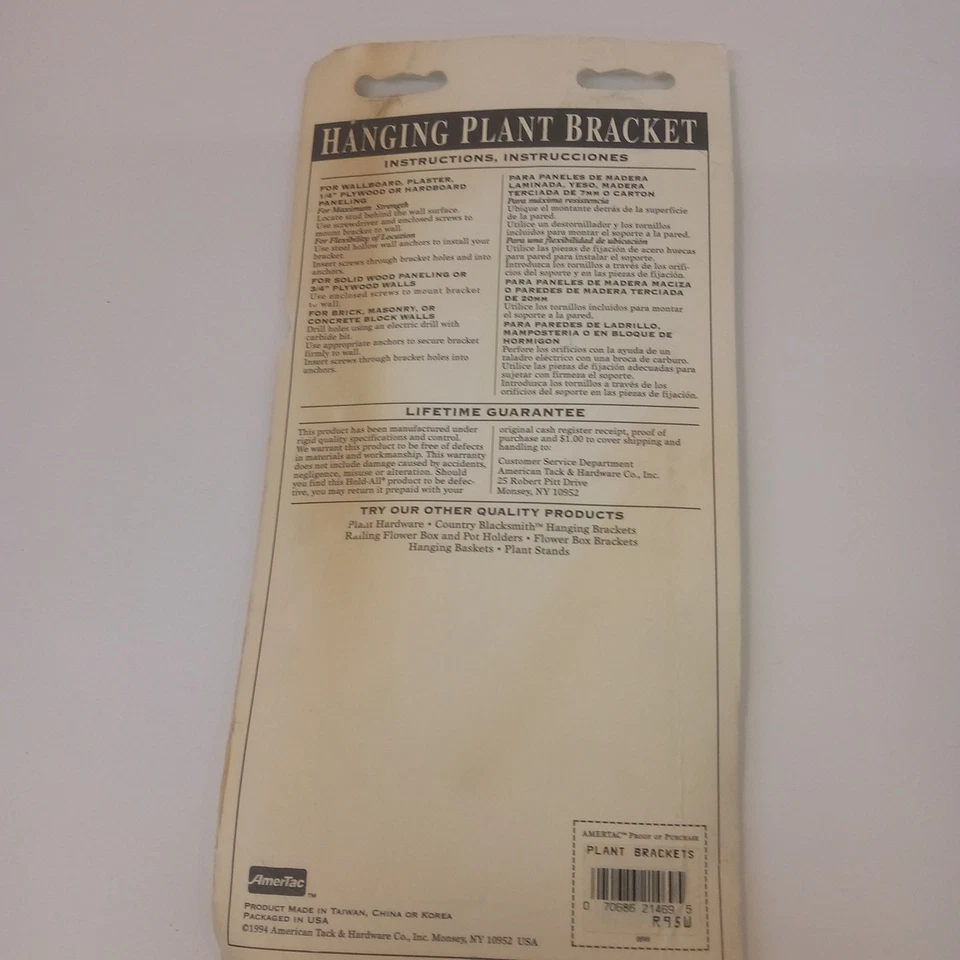 HANGING PLANT BRACKET
INSTRUCTIONS, INSTRUCCIONES
FOR WALLBOARD, PLASTER,
1/4" PLYWOOD OR HARDBOARD
PANELING
For Maximum Strength
Locate stud behind the wall surface.
Use screwdriver and enclosed screws to
mount bracket to wall.
For Flexibility of Location
Use steel hollow wall anchors to install your
bracket.
Insert screws through bracket holes and into
anchors.
FOR SOLID WOOD PANELING OR
3/4" PLYWOOD WALLS
Use enclosed screws to mount bracket
to wall.
FOR BRICK, MASONRY, OR
CONCRETE BLOCK WALLS
Drill holes using an electric drill with
carbide bit.
Use appropriate anchors to secure bracket
firmly to wall.
Insert screws through bracket holes into
anchors.
PARA PANELES DE MADERA
LAMINADA, YESO, MADERA
TERCIADA DE 7MM O CARTON
Para máxima resistencia
Ubique el montante detrás de la superficie
de la pared.
Utilice un destornillador y los tornillos
incluidos para montar el soporte a la pared.
Para una flexibilidad de ubicación
Utilice las piezas de fijación de acero huecas
para pared para instalar el soporte.
Introduzca los tornillos a través de los orifi-
cios del soporte y en las piezas de fijación.
PARA PANELES DE MADERA MACIZA
O PAREDES DE MADERA TERCIADA
DE 20MM
Utilice los tornillos incluidos para montar
el soporte a la pared.
PARA PAREDES DE LADRILLO,
MAMPOSTERIA O EN BLOQUE DE
HORMIGON
Perfore los orificios con la ayuda de un
taladro eléctrico con una broca de carburo.
Utilice las piezas de fijación adecuadas para
sujetar con firmeza el soporte.
Introduzca los tornillos a través de los
orificios del soporte en las piezas de fijación.
LIFETIME GUARANTEE
This product has been manufactured under
rigid quality specifications and control.
We warrant this product to be free of defects
in materials and workmanship. This warranty
does not include damage caused by accidents,
negligence, misuse or alteration. Should
you find this Hold-All® product to be defec-
tive, you may return it prepaid with your
original cash register receipt, proof of
purchase and $1.00 to cover shipping and
handling to:
Customer Service Department
American Tack & Hardware Co., Inc.
25 Robert Pitt Drive
Monsey, NY 10952
TRY OUR OTHER QUALITY PRODUCTS
Plant Hardware • Country Blacksmith™ Hanging Brackets
Railing Flower Box and Pot Holders • Flower Box Brackets
Hanging Baskets • Plant Stands
AMERTAC™ PROOF OF PURCHASE
PLANT BRACKETS
0 70686 21469 5
R95W
AmerTac™
PRODUCT MADE IN TAIWAN, CHINA OR KOREA
PACKAGED IN USA
©1994 AMERICAN TACK & HARDWARE CO., INC. MONSEY, NY 10952 USA